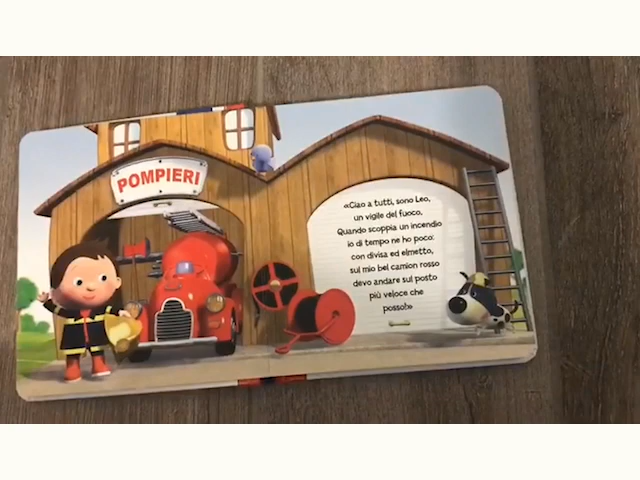 POMPIERI
«Ciao a tutti, sono Leo,
un vigile del fuoco.
Quando scoppia un incendio
io di tempo ne ho poco:
con divisa ed elmetto,
sul mio bel camion rosso
devo andare sul posto
più veloce che
posso!»